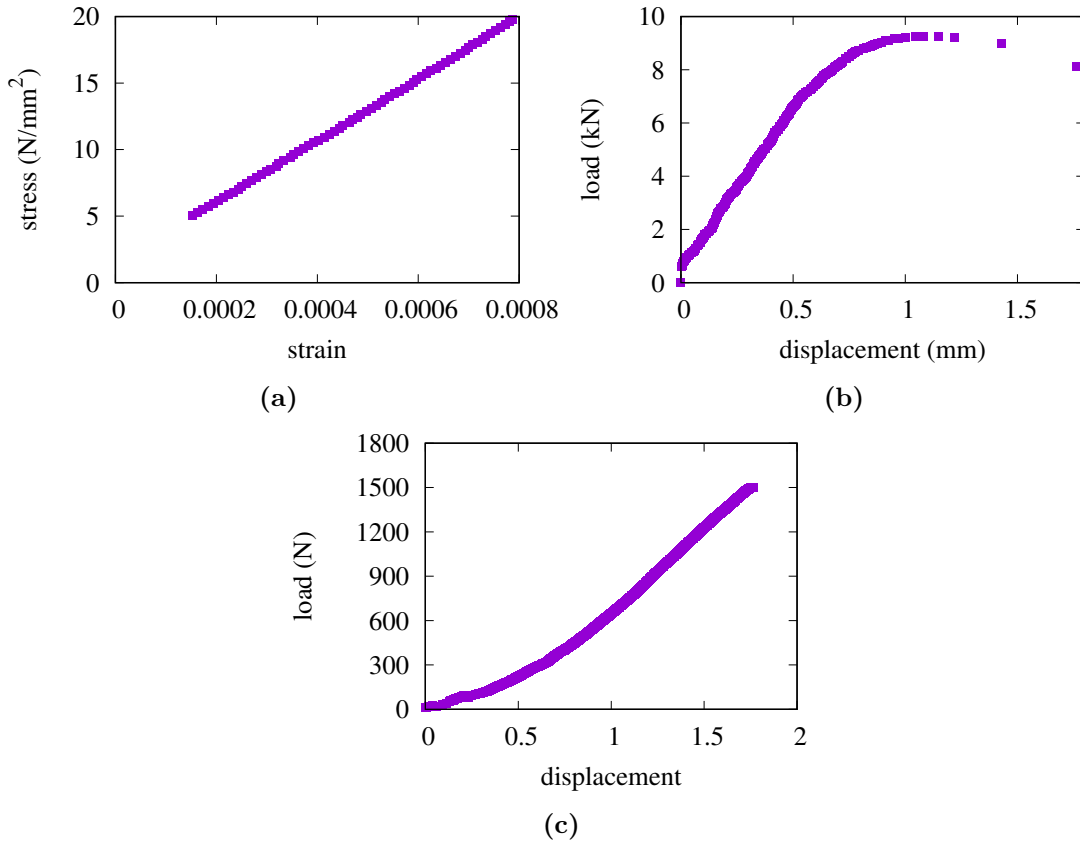 20
15
10
5
0
stress (N/mm²)
0 0.0002 0.0004 0.0006 0.0008
strain
(a)
10
8
6
4
2
0
load (kN)
0 0.5 1 1.5
displacement (mm)
(b)
1800
1500
1200
900
600
300
0
load (N)
0 0.5 1 1.5 2
displacement
(c)